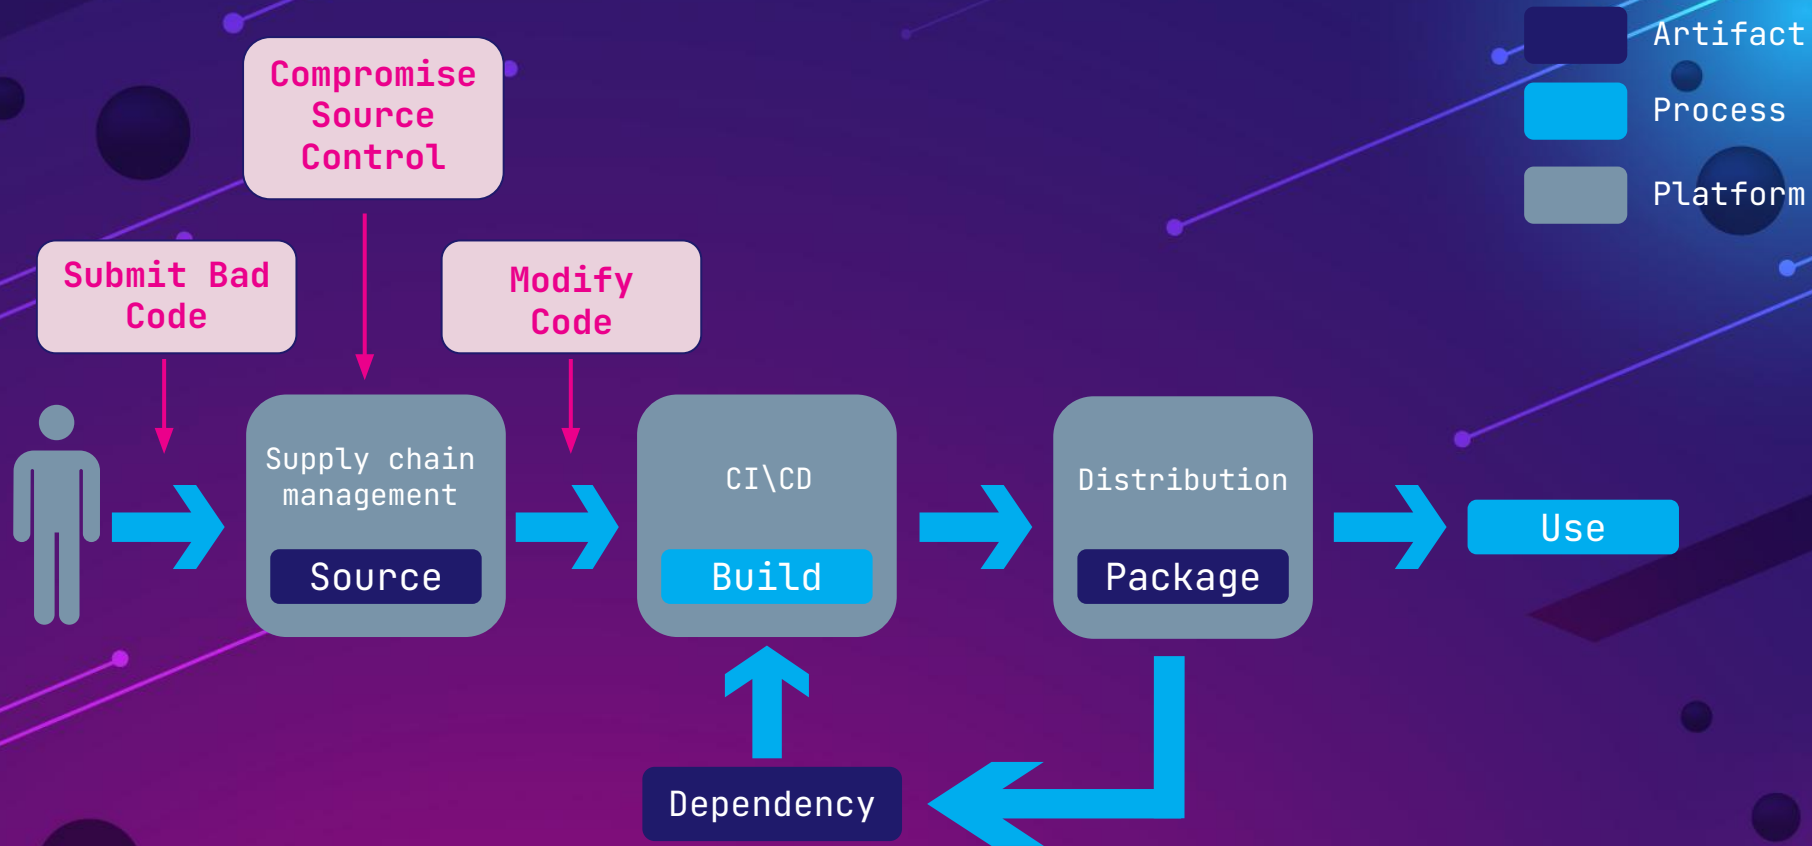 Compromise
Source
Control
Artifact
Process
Platform
Submit Bad
Code
Modify
Code
Supply chain
management
Source
CI\CD
Build
Distribution
Package
Use
Dependency